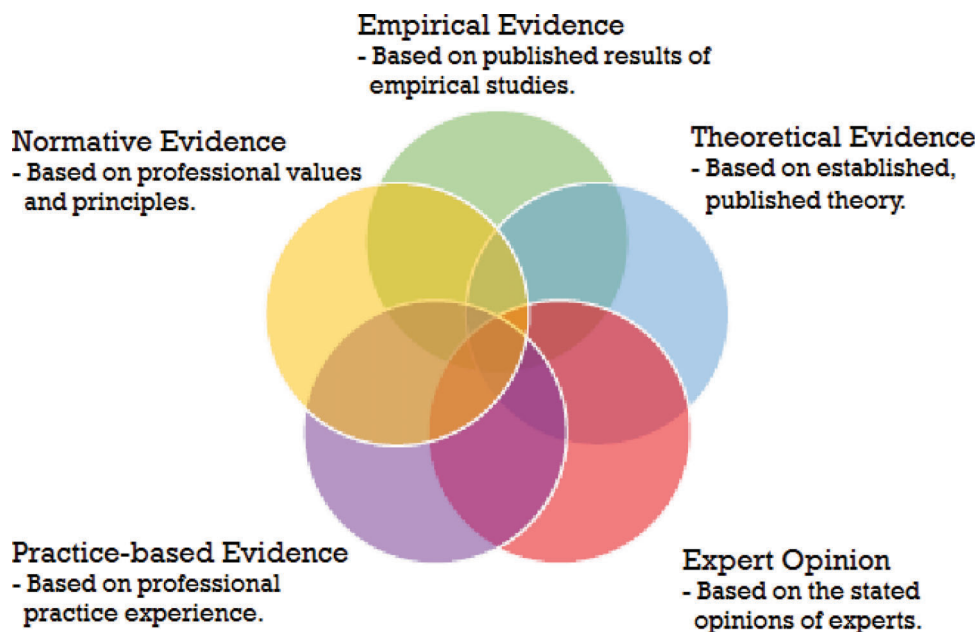 Empirical Evidence
- Based on published results of
empirical studies.
Normative Evidence
- Based on professional values
and principles.
Theoretical Evidence
- Based on established,
published theory.
Practice-based Evidence
- Based on professional
practice experience.
Expert Opinion
- Based on the stated
opinions of experts.